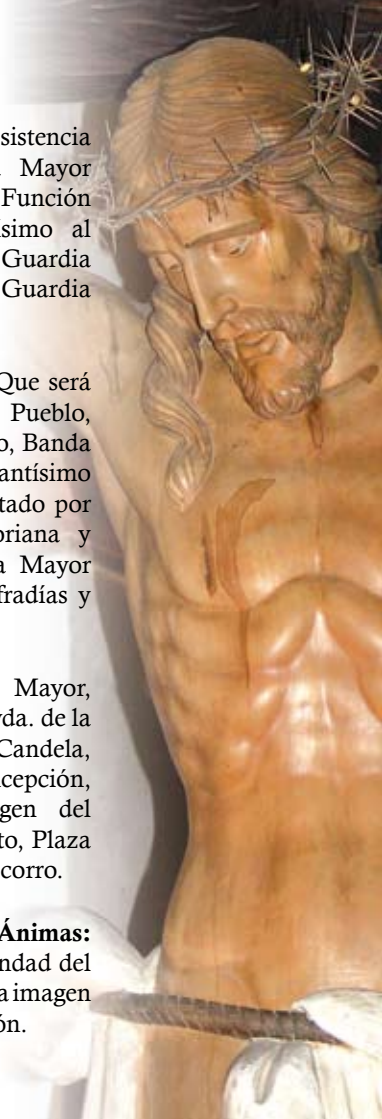 sistencia
Mayor
Función
simo al
Guardia
Guardia
Que será
Pueblo,
o, Banda
antísimo
tado por
oriana y
a Mayor
fradías y
Mayor,
da. de la
Candela,
cepción,
gen del
to, Plaza
corro.
Ánimas:
ndad del
a imagen
ón.